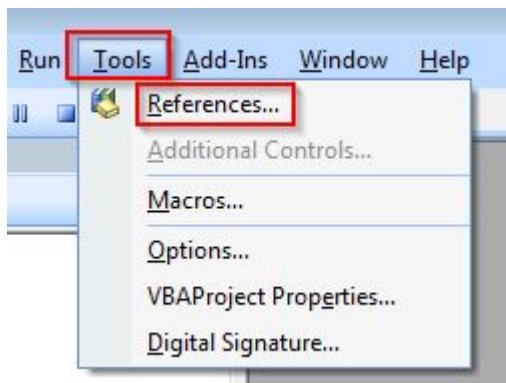 Run Tools Add-Ins Window Help
References...
Additional Controls...
Macros...
Options...
VBAProject Properties...
Digital Signature...